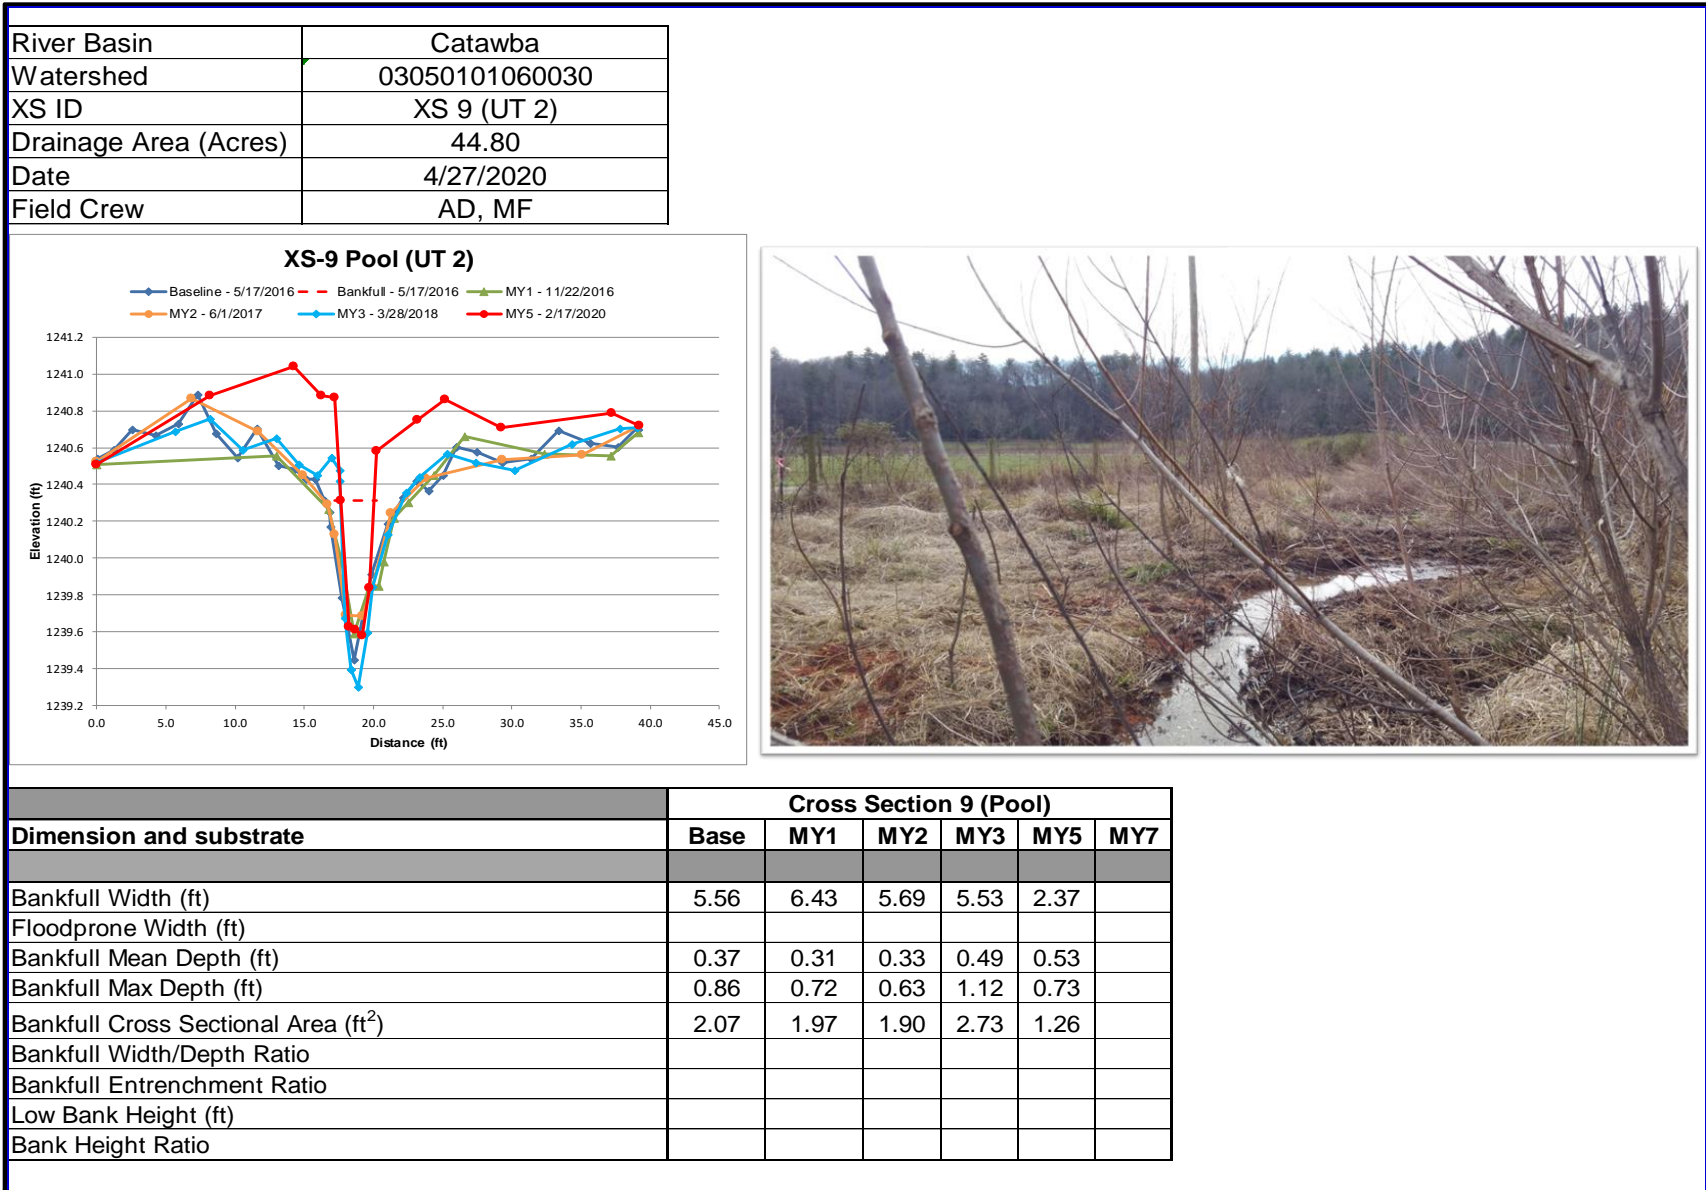 River Basin Catawba
Watershed 03050101060030
XS ID XS 9 (UT 2)
Drainage Area (Acres) 44.80
Date 4/27/2020
Field Crew AD, MF
XS-9 Pool (UT 2)
Baseline - 5/17/2016 Bankfull - 5/17/2016 MY1 - 11/22/2016
MY2 - 6/1/2017 MY3 - 3/28/2018 MY5 - 2/17/2020
1241.2
1241.0
1240.8
1240.6
1240.4
1240.2
1240.0
1239.8
1239.6
1239.4
1239.2
Elevation (ft)
0.0 5.0 10.0 15.0 20.0 25.0 30.0 35.0 40.0 45.0
Distance (ft)
Cross Section 9 (Pool)
Dimension and substrate Base MY1 MY2 MY3 MY5 MY7
Bankfull Width (ft) 5.56 6.43 5.69 5.53 2.37
Floodprone Width (ft)
Bankfull Mean Depth (ft) 0.37 0.31 0.33 0.49 0.53
Bankfull Max Depth (ft) 0.86 0.72 0.63 1.12 0.73
Bankfull Cross Sectional Area (ft²) 2.07 1.97 1.90 2.73 1.26
Bankfull Width/Depth Ratio
Bankfull Entrenchment Ratio
Low Bank Height (ft)
Bank Height Ratio